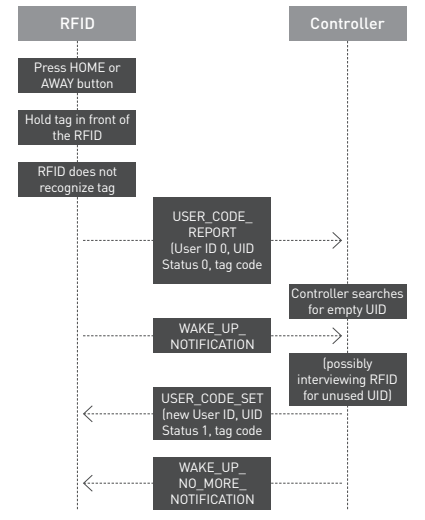 RFID
Controller
Press HOME or
AWAY button
Hold tag in front of
the RFID
RFID does not
recognize tag
USER_CODE_
REPORT
(User ID 0, UID
Status 0, tag code
Controller searches
for empty UID
WAKE_UP_
NOTIFICATION
(possibly
interviewing RFID
for unused UID)
USER_CODE_SET
(new User ID, UID
Status 1, tag code
WAKE_UP_
NO_MORE_
NOTIFICATION